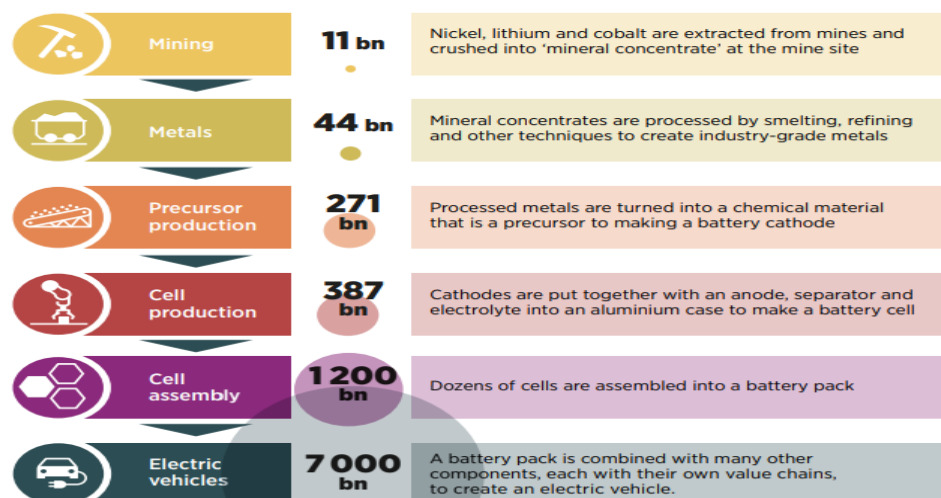 Mining
11 bn
Nickel, lithium and cobalt are extracted from mines and
crushed into ‘mineral concentrate’ at the mine site
Metals
44 bn
Mineral concentrates are processed by smelting, refining
and other techniques to create industry-grade metals
Precursor
production
271
bn
Processed metals are turned into a chemical material
that is a precursor to making a battery cathode
Cell
production
387
bn
Cathodes are put together with an anode, separator and
electrolyte into an aluminium case to make a battery cell
Cell
assembly
1 200
bn
Dozens of cells are assembled into a battery pack
Electric
vehicles
7 000
bn
A battery pack is combined with many other
components, each with their own value chains,
to create an electric vehicle.